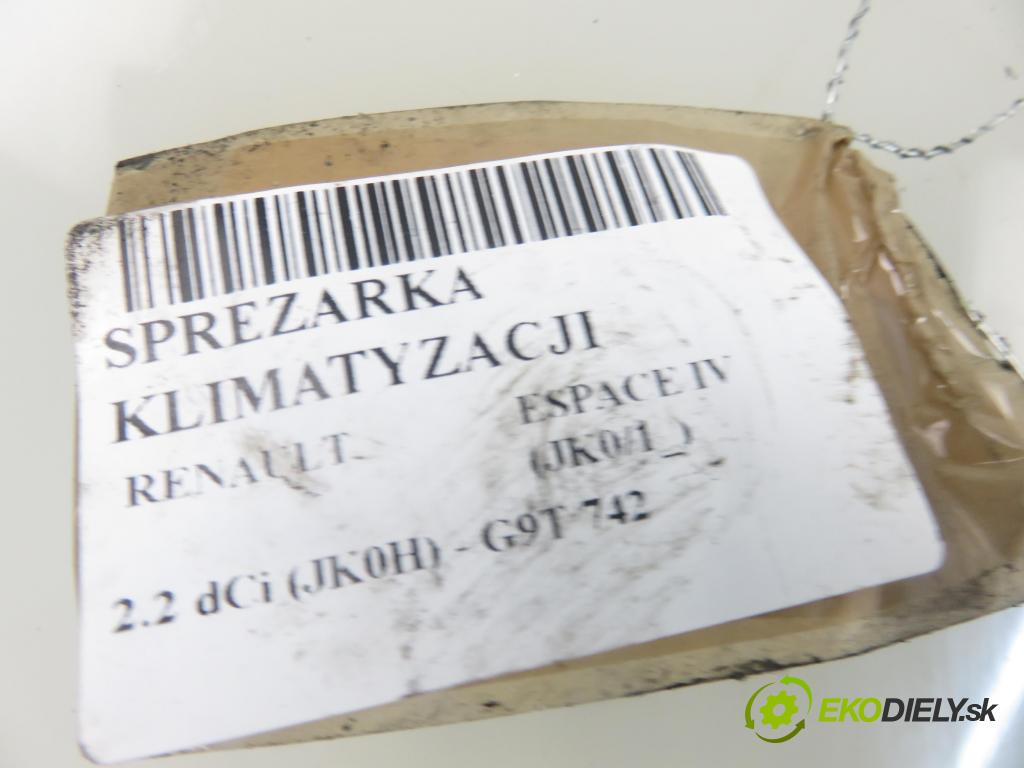 SPREZARKA
KLIMATYZACJI
RENAULT ESPACE IV
(JK0/1_)
2.2 dCi (JK0H) - G9T 742
EKODIELY.sk